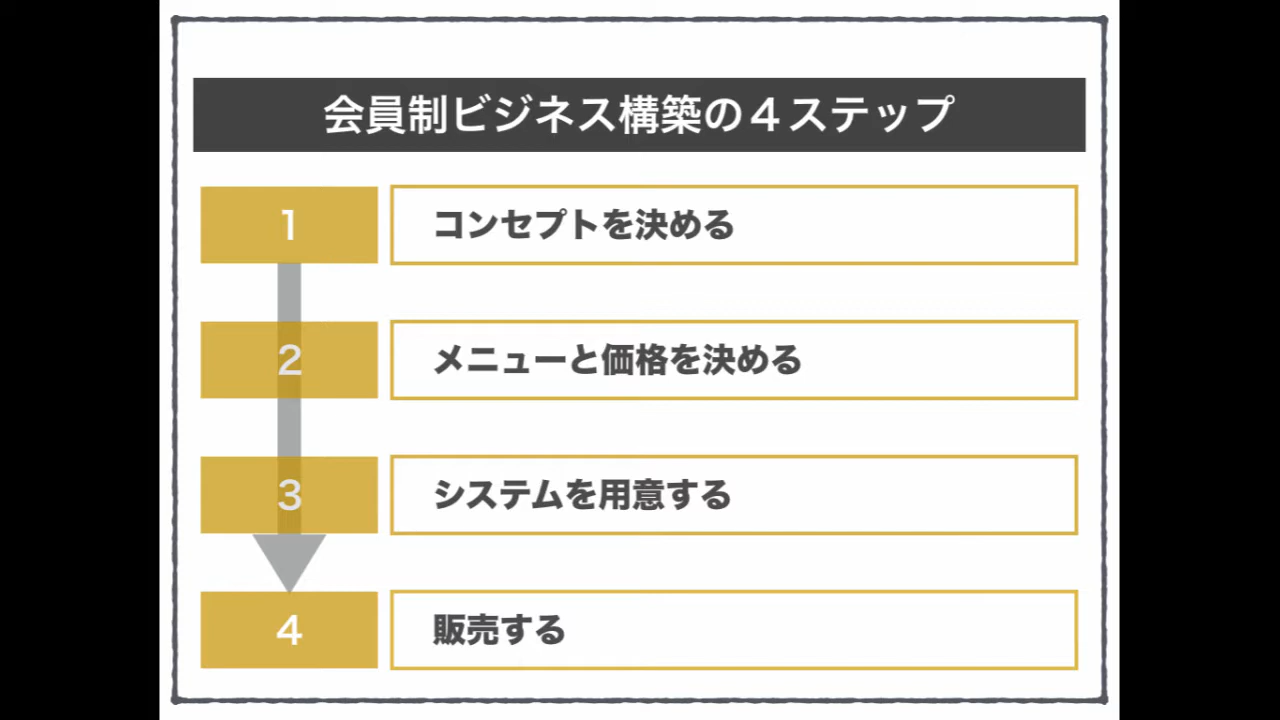 会員制ビジネス構築の４ステップ
1
コンセプトを決める
2
メニューと価格を決める
3
システムを用意する
4
販売する